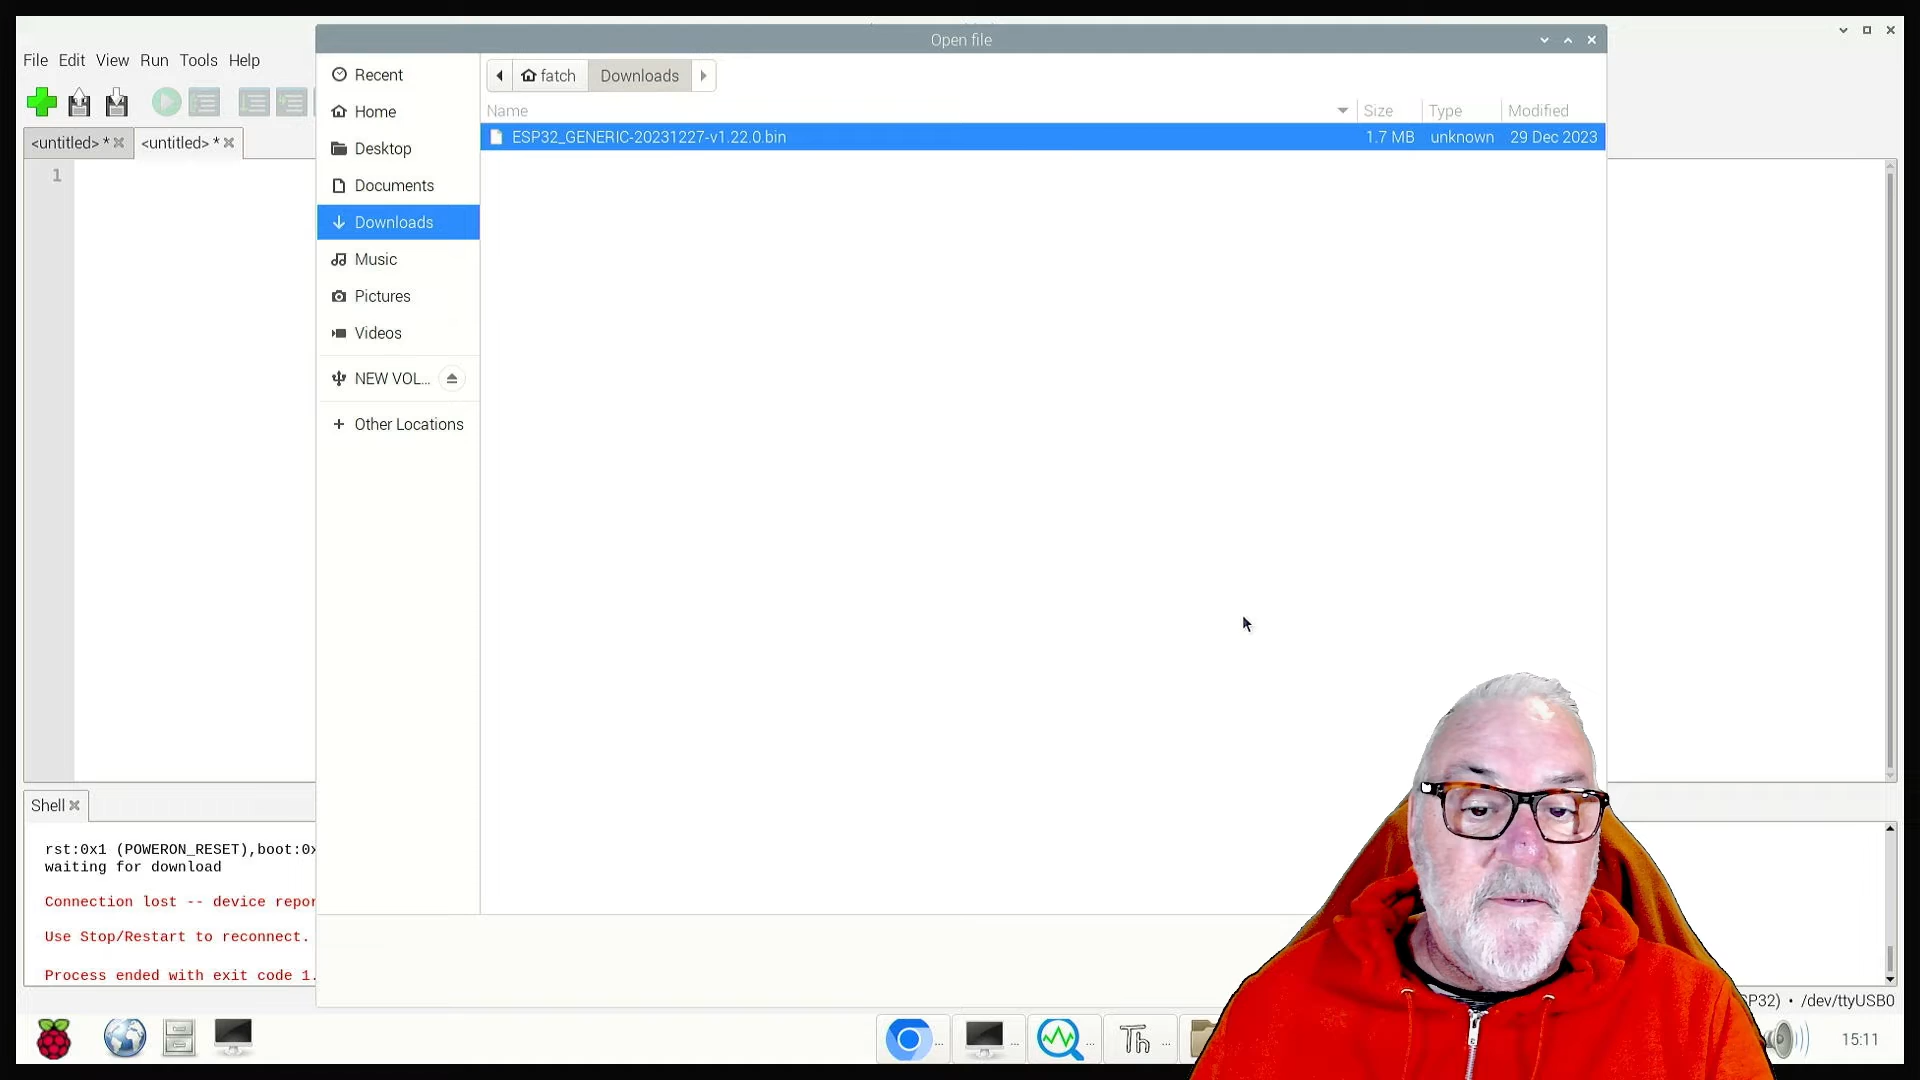 Open file
File Edit View Run Tools Help
<untitled> *
<untitled> *
1
Recent
Home
Desktop
Documents
Downloads
Music
Pictures
Videos
NEW VOL...
Other Locations
fatch
Downloads
Name Size Type Modified
ESP32_GENERIC-20231227-v1.22.0.bin 1.7 MB unknown 29 Dec 2023
Shell
rst:0x1 (POWERON_RESET),boot:0x
waiting for download
Connection lost -- device repor
Use Stop/Restart to reconnect.
Process ended with exit code 1.
SP32) • /dev/ttyUSB0
Th
... ... ... ...
15:11